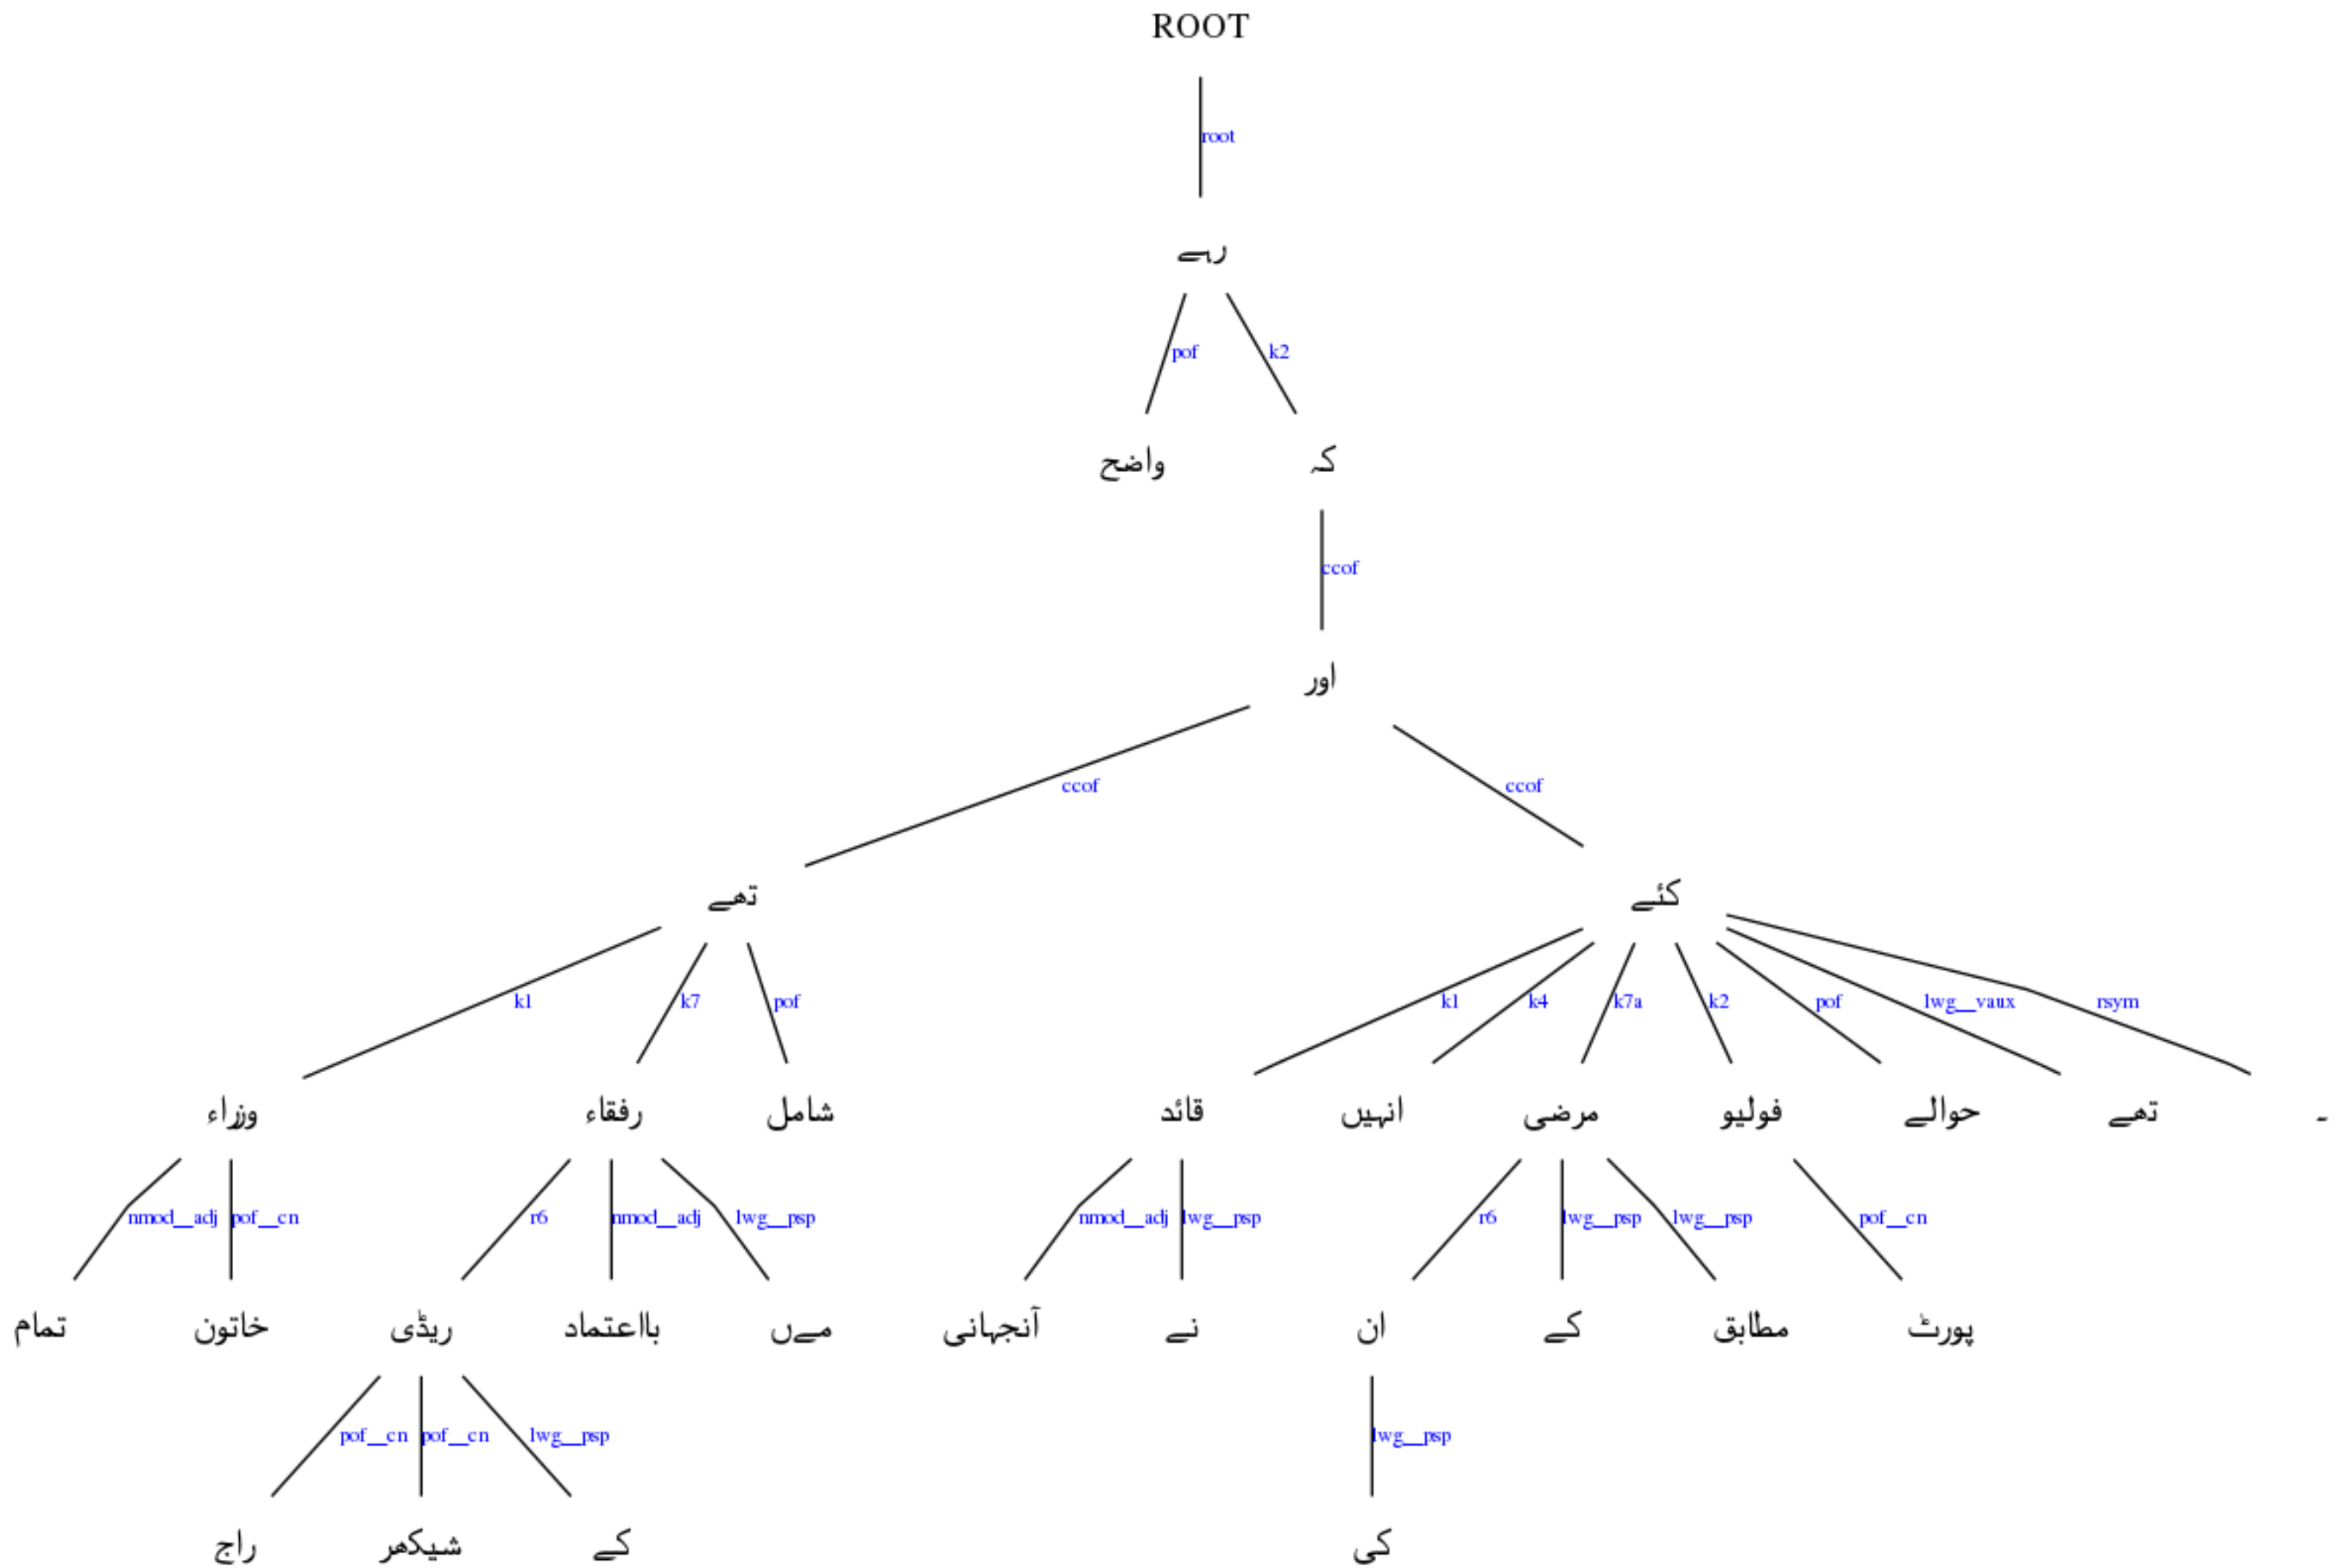 ROOT
root
رہے
pof k2
واضح کہ
ccof
اور
ccof ccof
تھے کئے
k1 k7 pof k1 k4 k7a k2 pof lwg__vaux rsym
وزراء رفقاء شامل قائد انہیں مرضی فولیو حوالے تھے ۔
nmod__adj pof__cn r6 nmod__adj lwg__psp nmod__adj lwg__psp r6 lwg__psp lwg__psp pof__cn
تمام خاتون ریڈی بااعتماد مےں آنجہانی نے ان کے مطابق پورٹ
pof__cn pof__cn lwg__psp lwg__psp
راج شیکھر کے کی